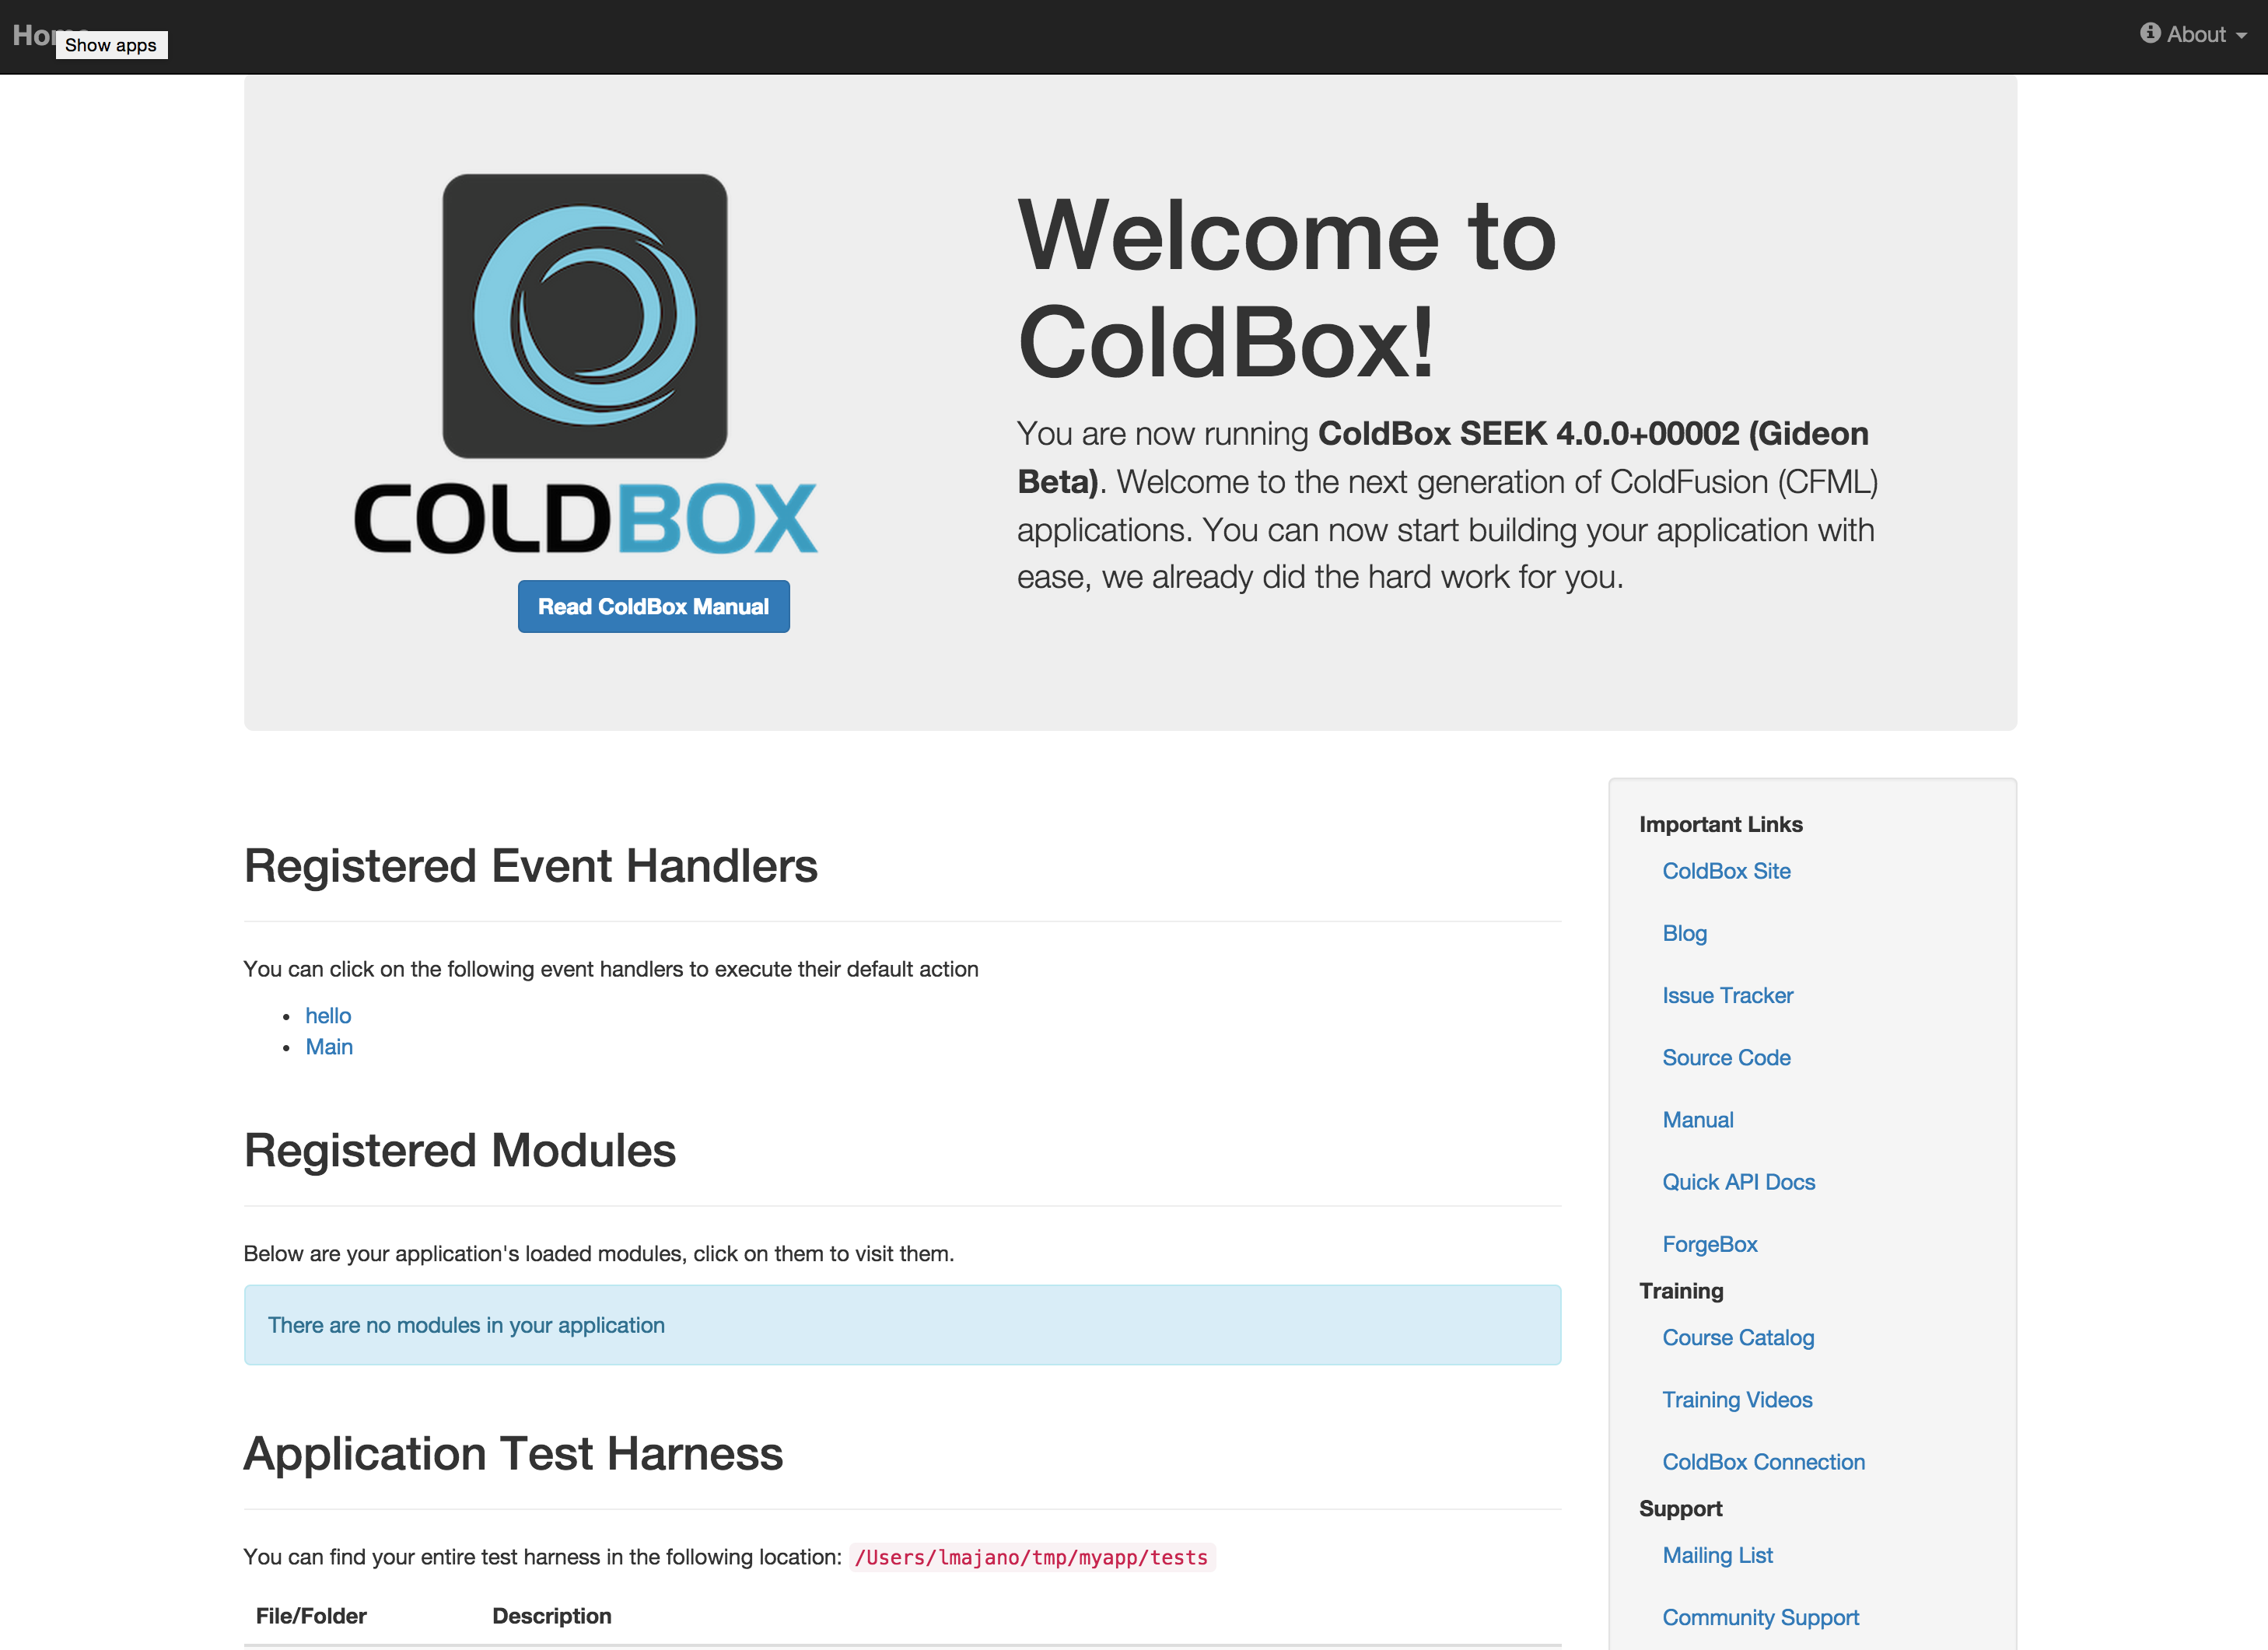 Show apps
About
COLDBOX
Read ColdBox Manual
Welcome to
ColdBox!
You are now running ColdBox SEEK 4.0.0+00002 (Gideon
Beta). Welcome to the next generation of ColdFusion (CFML)
applications. You can now start building your application with
ease, we already did the hard work for you.
Registered Event Handlers
You can click on the following event handlers to execute their default action
hello
Main
Registered Modules
Below are your application's loaded modules, click on them to visit them.
There are no modules in your application
Application Test Harness
You can find your entire test harness in the following location: /Users/lmajano/tmp/myapp/tests
File/Folder Description
Important Links
ColdBox Site
Blog
Issue Tracker
Source Code
Manual
Quick API Docs
ForgeBox
Training
Course Catalog
Training Videos
ColdBox Connection
Support
Mailing List
Community Support